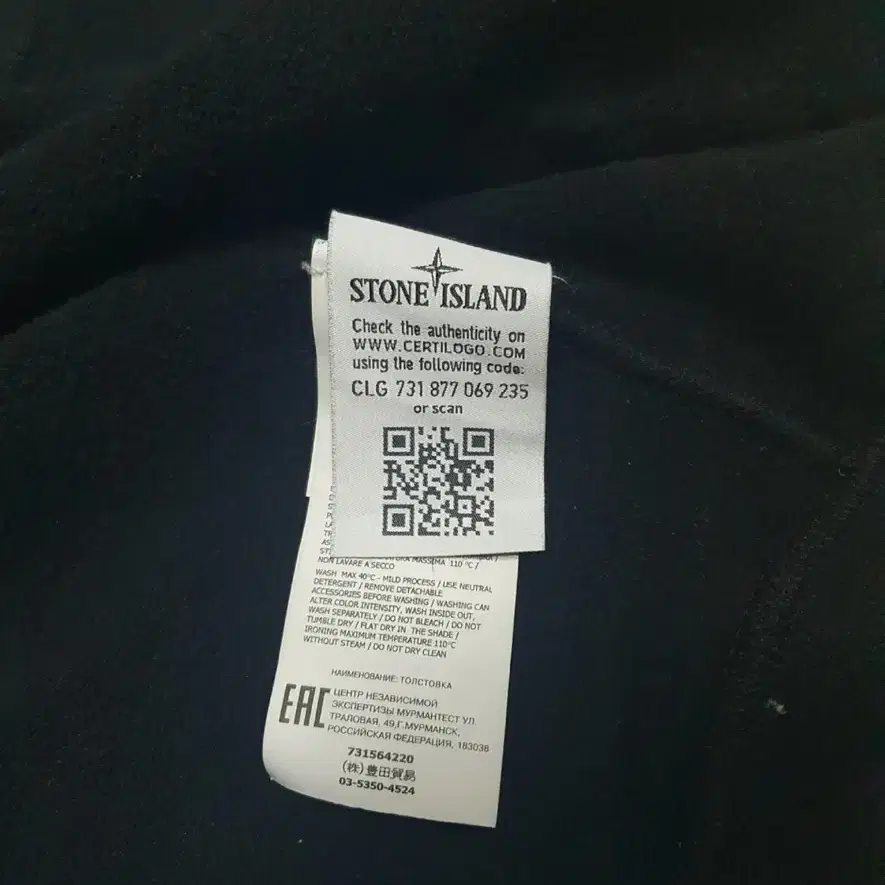 STONE ISLAND
Check the authenticity on
WWW.CERTILOGO.COM
using the following code:
CLG 731 877 069 235
or scan
MASSIMA 110 °C /
NON LAVARE A SECCO
WASH MAX 40°C - MILD PROCESS / USE NEUTRAL
DETERGENT / REMOVE DETACHABLE
ACCESSORIES BEFORE WASHING / WASHING CAN
ALTER COLOR INTENSITY, WASH INSIDE OUT,
WASH SEPARATELY / DO NOT BLEACH / DO NOT
TUMBLE DRY / FLAT DRY IN THE SHADE /
IRONING MAXIMUM TEMPERATURE 110°C
WITHOUT STEAM / DO NOT DRY CLEAN
НАИМЕНОВАНИЕ: ТОЛСТОВКА
EAC
ЦЕНТР НЕЗАВИСИМОЙ
ЭКСПЕРТИЗЫ МУРМАНТЕСТ УЛ.
ТРАЛОВАЯ, 49,Г.МУРМАНСК,
РОССИЙСКАЯ ФЕДЕРАЦИЯ, 183038
731564220
(株)豊田貿易
03-5350-4524